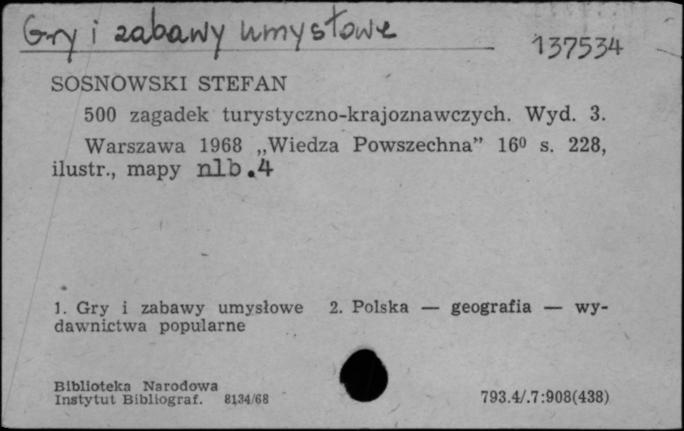 Gry i zabawy umysłowe
137534
SOSNOWSKI STEFAN
500 zagadek turystyczno-krajoznawczych. Wyd. 3.
Warszawa 1968 „Wiedza Powszechna” 16⁰ s. 228,
ilustr., mapy nlb.4
1. Gry i zabawy umysłowe 2. Polska — geografia — wy-
dawnictwa popularne
Biblioteka Narodowa
Instytut Bibliograf. 8134/68
793.4/.7:908(438)